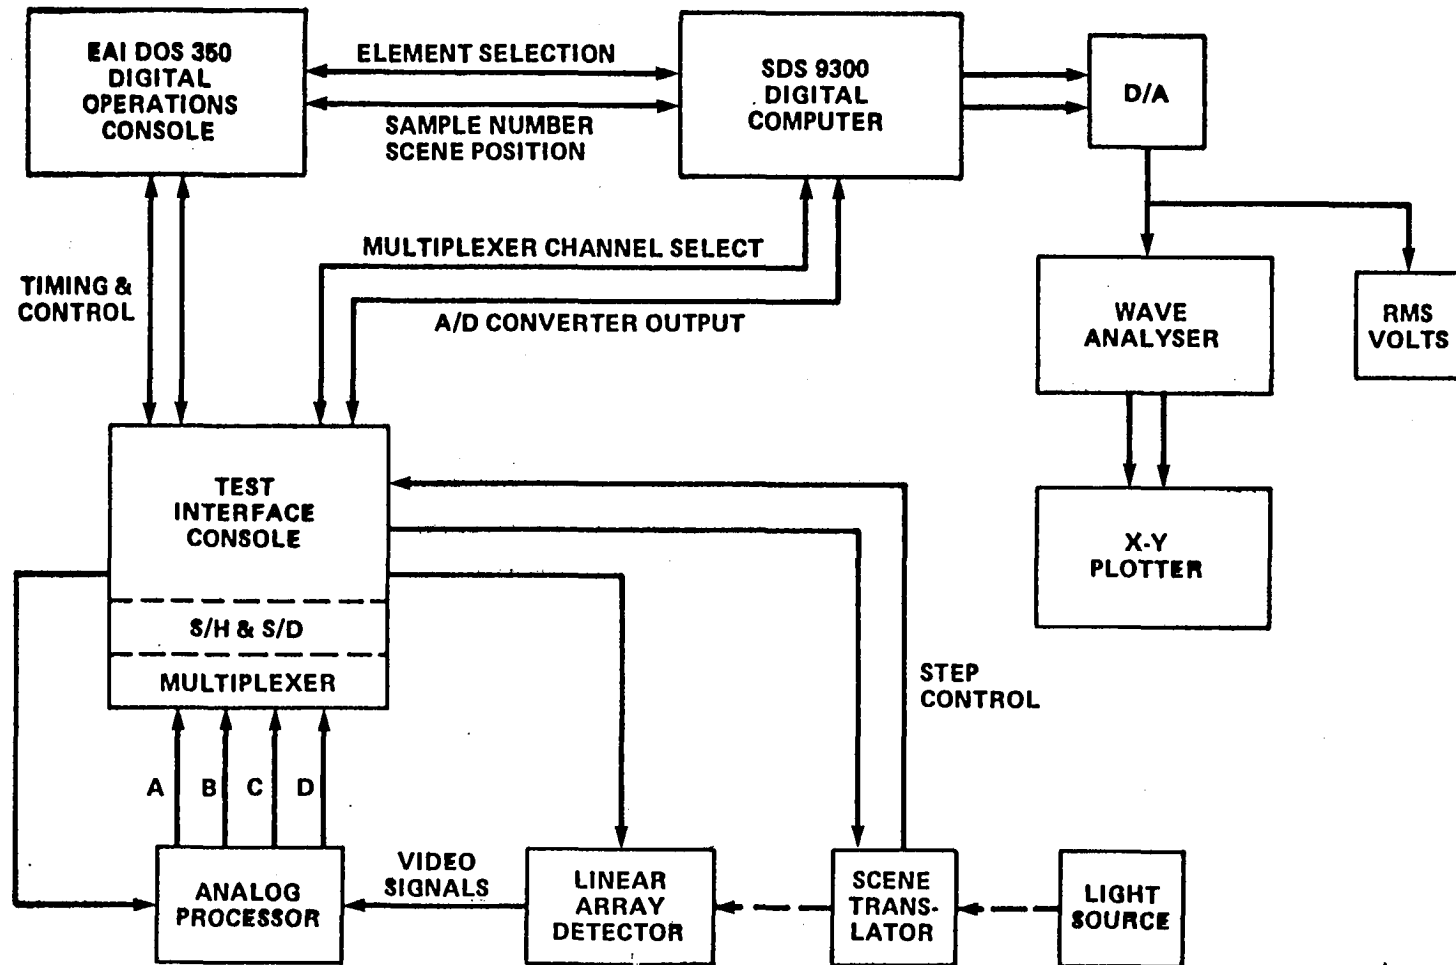 EAI DOS 350
DIGITAL
OPERATIONS
CONSOLE
ELEMENT SELECTION
SAMPLE NUMBER
SCENE POSITION
SDS 9300
DIGITAL
COMPUTER
D/A
TIMING &
CONTROL
MULTIPLEXER CHANNEL SELECT
A/D CONVERTER OUTPUT
WAVE
ANALYSER
RMS
VOLTS
TEST
INTERFACE
CONSOLE
S/H & S/D
MULTIPLEXER
X-Y
PLOTTER
STEP
CONTROL
A B C D
ANALOG
PROCESSOR
VIDEO
SIGNALS
LINEAR
ARRAY
DETECTOR
SCENE
TRANS-
LATOR
LIGHT
SOURCE